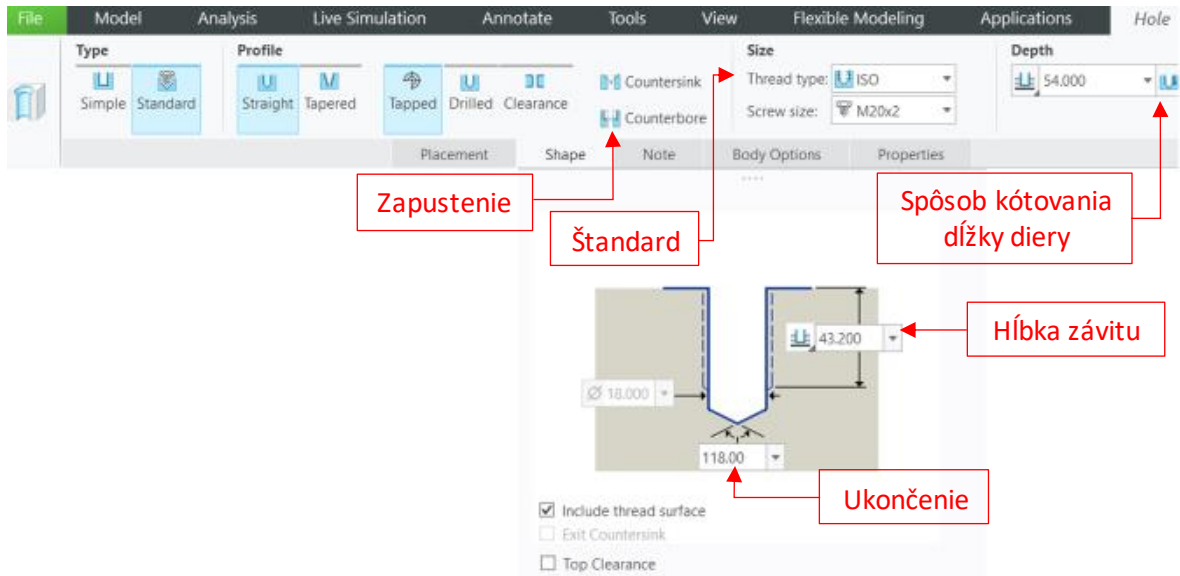 File Model Analysis Live Simulation Annotate Tools View Flexible Modeling Applications Hole
Type Profile Size Depth
Simple Standard Straight Tapered Tapped Drilled Clearance
Countersink
Counterbore
Thread type: ISO
Screw size: M20x2
54.000
Placement Shape Note Body Options Properties
Zapustenie
Štandard
Spôsob kótovania
dĺžky diery
43.200
Hĺbka závitu
Ø 18.000
118.00
Ukončenie
Include thread surface
Exit Countersink
Top Clearance